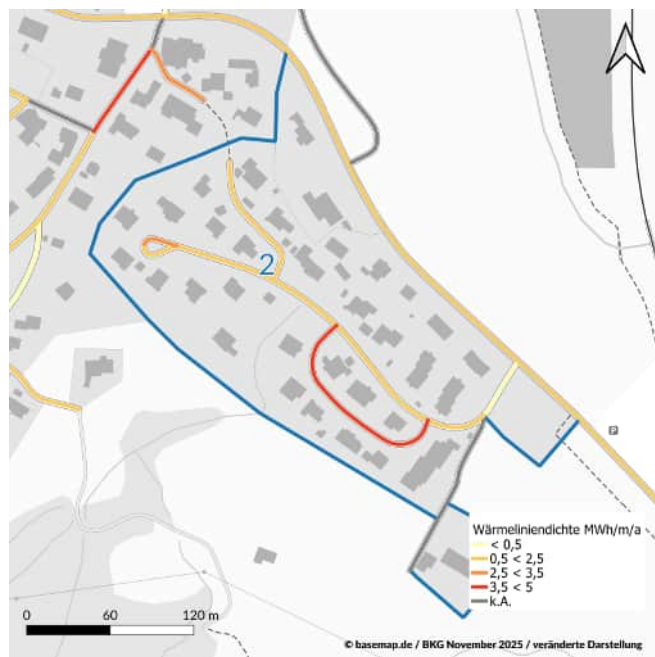 2
P
Wärmeliniendichte MWh/m/a
< 0,5
0,5 < 2,5
2,5 < 3,5
3,5 < 5
k.A.
0 60 120 m
© basemap.de / BKG November 2025 / veränderte Darstellung